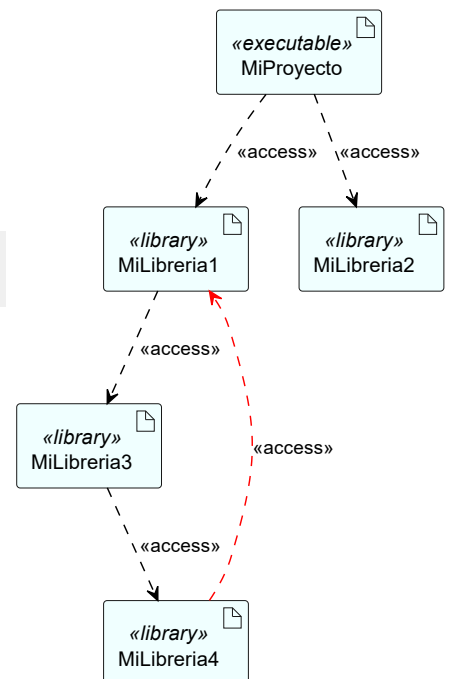 «executable»
MiProyecto
«access»
«access»
«library»
MiLibreria1
«library»
MiLibreria2
«access»
«library»
MiLibreria3
«access»
«access»
«library»
MiLibreria4